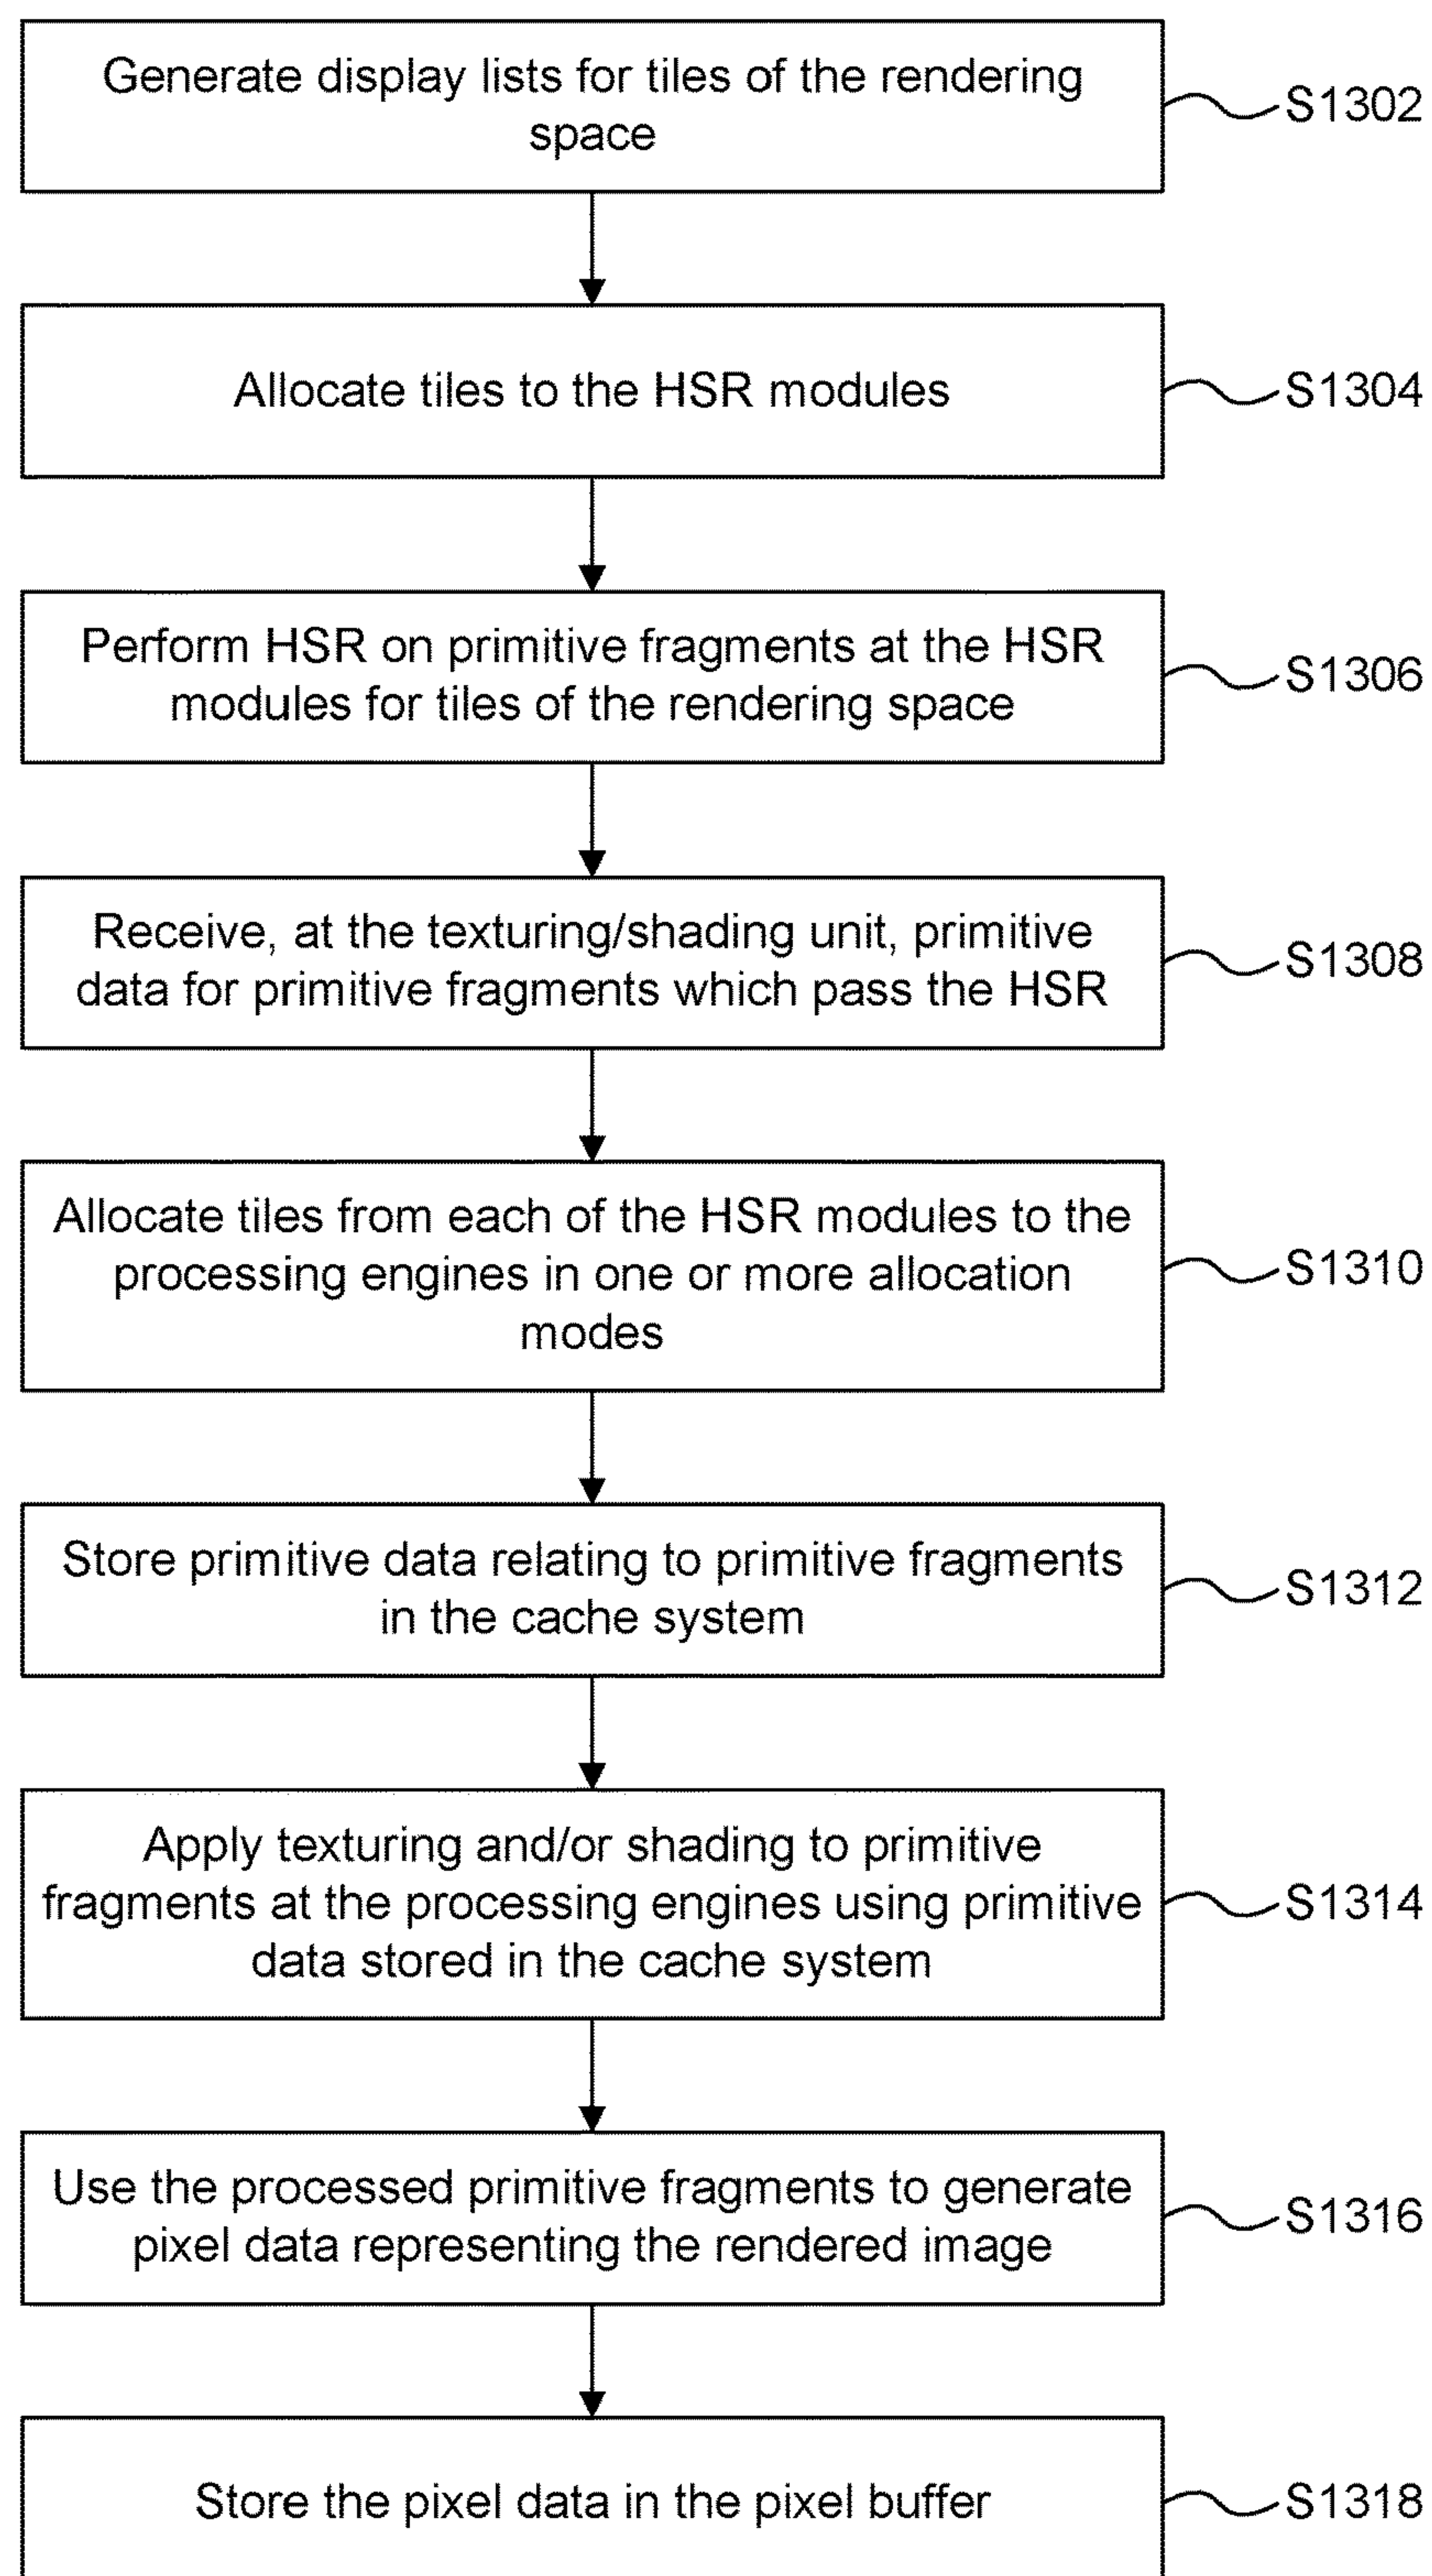 Generate display lists for tiles of the rendering
space
S1302
Allocate tiles to the HSR modules
S1304
Perform HSR on primitive fragments at the HSR
modules for tiles of the rendering space
S1306
Receive, at the texturing/shading unit, primitive
data for primitive fragments which pass the HSR
S1308
Allocate tiles from each of the HSR modules to the
processing engines in one or more allocation
modes
S1310
Store primitive data relating to primitive fragments
in the cache system
S1312
Apply texturing and/or shading to primitive
fragments at the processing engines using primitive
data stored in the cache system
S1314
Use the processed primitive fragments to generate
pixel data representing the rendered image
S1316
Store the pixel data in the pixel buffer
S1318